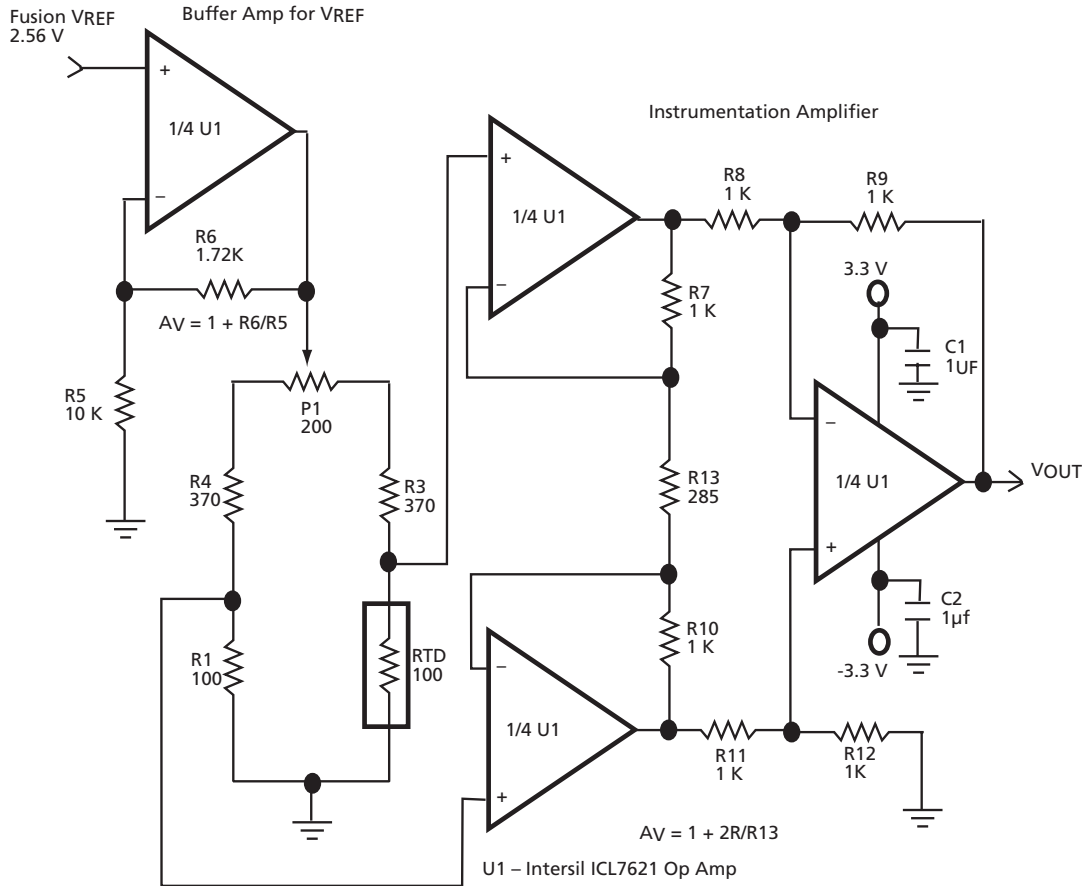 Fusion VREF
2.56 V
Buffer Amp for VREF
+
1/4 U1
–
R6
1.72K
AV = 1 + R6/R5
R5
10 K
P1
200
R4
370
R3
370
R1
100
RTD
100
Instrumentation Amplifier
+
1/4 U1
–
R8
1 K
R9
1 K
R7
1 K
3.3 V
C1
1UF
R13
285
–
1/4 U1
+
VOUT
C2
1µf
-3.3 V
R10
1 K
–
1/4 U1
+
R11
1 K
R12
1K
AV = 1 + 2R/R13
U1 – Intersil ICL7621 Op Amp